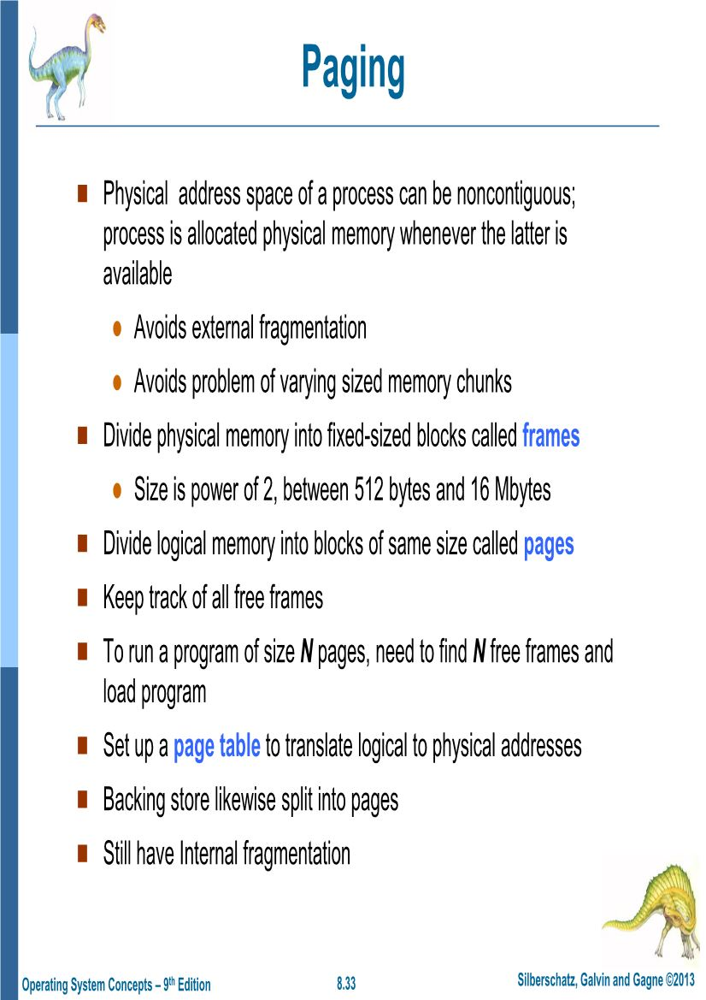 Paging
Physical address space of a process can be noncontiguous;
process is allocated physical memory whenever the latter is
available
Avoids external fragmentation
Avoids problem of varying sized memory chunks
Divide physical memory into fixed-sized blocks called frames
Size is power of 2, between 512 bytes and 16 Mbytes
Divide logical memory into blocks of same size called pages
Keep track of all free frames
To run a program of size N pages, need to find N free frames and
load program
Set up a page table to translate logical to physical addresses
Backing store likewise split into pages
Still have Internal fragmentation
Operating System Concepts – 9th Edition
8.33
Silberschatz, Galvin and Gagne ©2013